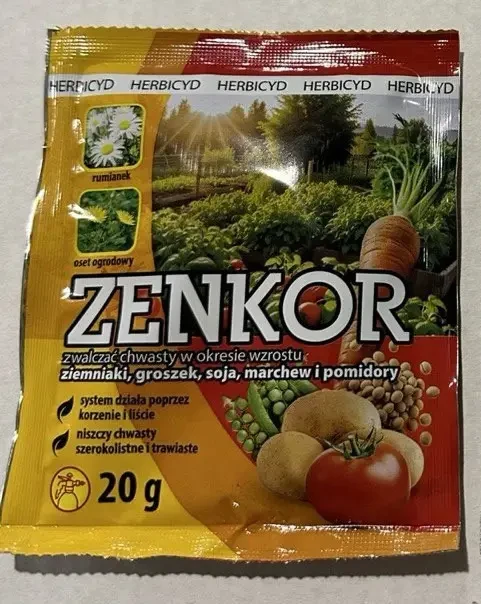 HERBICYD HERBICYD HERBICYD HERBICYD HERBICYD
rumianek
oset ogrodowy
ZENKOR
zwalczać chwasty w okresie wzrostu
ziemniaki, groszek, soja, marchew i pomidory
system działa poprzez
korzenie i liście
niszczy chwasty
szerokolistne i trawiaste
20 g